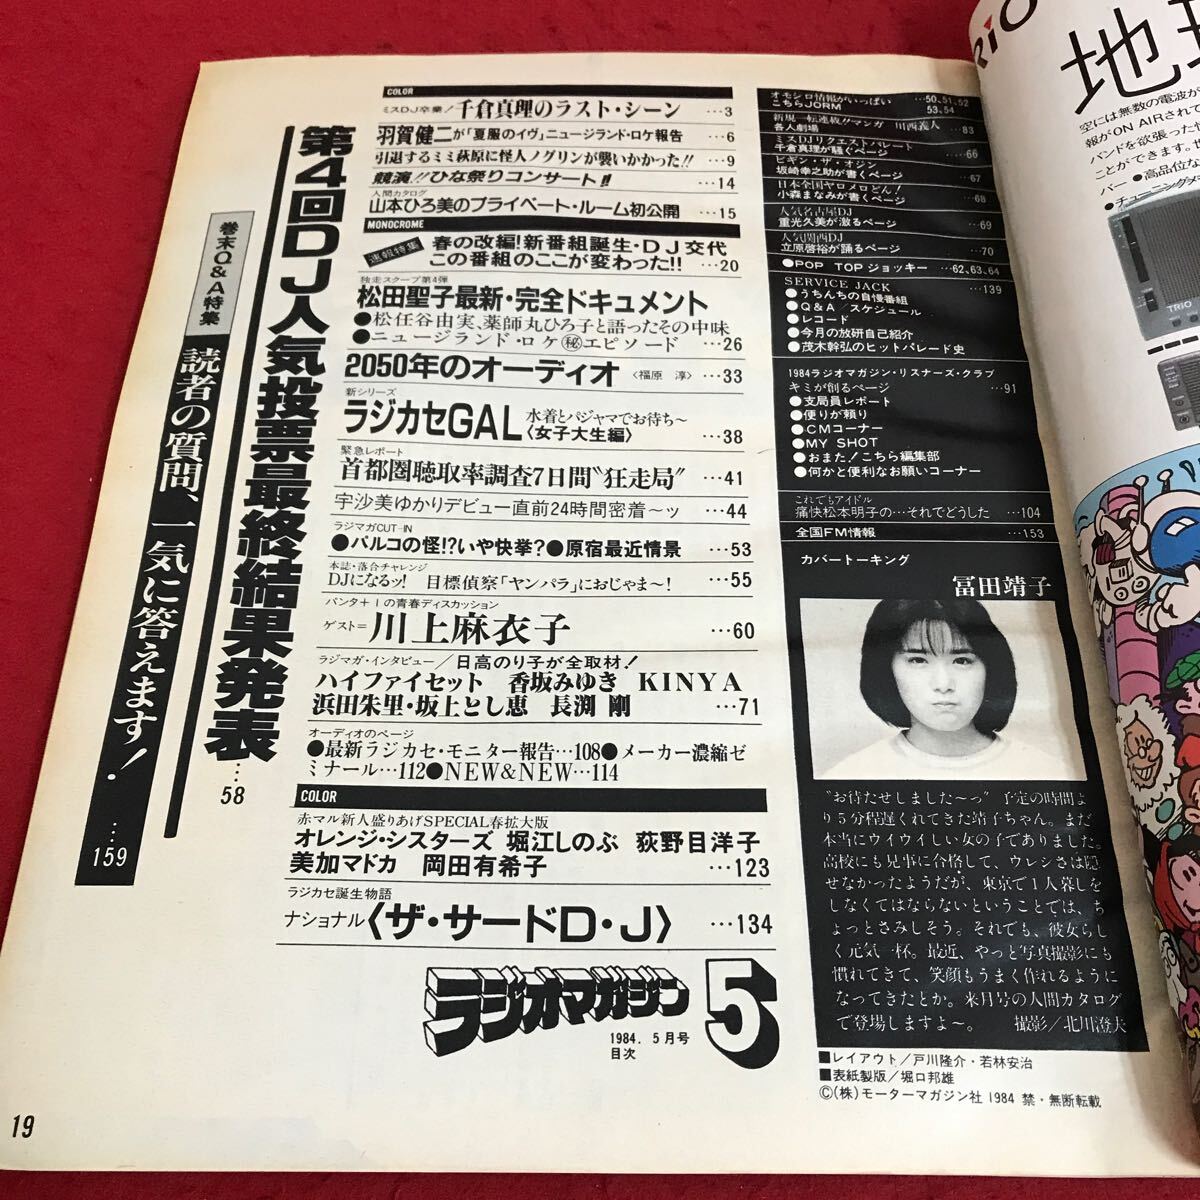 第4回DJ人気投票最終結果発表 ……58
巻末Q&A特集
読者の質問、一気に答えます! ……159
COLOR
ミスDJ卒業/千倉真理のラスト・シーン …3
羽賀健二が「夏服のイヴ」ニュージランド・ロケ報告 …6
引退するミミ萩原に怪人ノグリンが襲いかかった!! …9
競演!!ひな祭りコンサート!! …14
人間カタログ
山本ひろ美のプライベート・ルーム初公開 …15
MONOCROME
速報特集
春の改編!新番組誕生・DJ交代
この番組のここが変わった!! …20
独走スクープ第4弾
松田聖子最新・完全ドキュメント
●松任谷由実、薬師丸ひろ子と語ったその中味
●ニュージランド・ロケ㊙エピソード …26
2050年のオーディオ 〈福原 淳〉…33
新シリーズ
ラジカセGAL 水着とパジャマでお待ち〜
〈女子大生編〉 …38
緊急レポート
首都圏聴取率調査7日間〝狂走局〟 …41
宇沙美ゆかりデビュー直前24時間密着〜ッ …44
ラジマガCUT-IN
●パルコの怪!?いや快挙?●原宿最近情景 …53
本誌・落合チャレンジ
DJになるッ! 目標偵察「ヤンパラ」におじゃま〜! …55
パンタ+1の青春ディスカッション
ゲスト=川上麻衣子 …60
ラジマガ・インタビュー/日高のり子が全取材!
ハイファイセット 香坂みゆき KINYA
浜田朱里・坂上とし恵 長渕 剛 …71
オーディオのページ
●最新ラジカセ・モニター報告…108●メーカー濃縮ゼ
ミナール…112●NEW&NEW…114
COLOR
赤マル新人盛りあげSPECIAL春拡大版
オレンジ・シスターズ 堀江しのぶ 荻野目洋子
美加マドカ 岡田有希子 …123
ラジカセ誕生物語
ナショナル〈ザ・サードD・J〉 …134
ラジオマガジン 5
1984. 5月号
目次
オモシロ情報がいっぱい …50,51,52
こちらJORM 53,54
新規一転連載!!マンガ 川西義人
各人劇場 …83
ミスDJリクエストパレード
千倉真理が騒ぐページ ……66
ビギン・ザ・オジン
坂崎幸之助が書くページ …67
日本全国ヤロメロどん!
小森まなみが書くページ …68
人気名古屋DJ
重光久美が激るページ …69
人気関西DJ
立原啓裕が踊るページ …70
●POP TOPジョッキー …62,63,64
SERVICE JACK …139
●うちんちの自慢番組
●Q&A/スケジュール
●レコード
●今月の放研自己紹介
●茂木幹弘のヒットパレード史
1984ラジオマガジン・リスナーズ・クラブ
キミが創るページ …91
●支局員レポート
●便りが頼り
●CMコーナー
●MY SHOT
●おまた!こちら編集部
●何かと便利なお願いコーナー
これでもアイドル
痛快松本明子の…それでどうした …104
全国FM情報 …153
カバートーキング
冨田靖子
〝お待たせしました〜っ〟予定の時間よ
り5分程遅くれてきた靖子ちゃん。まだ
本当にウイウイしい女の子でありました。
高校にも見事に合格して、ウレシさは隠
せなかったようだが、東京で1人暮しを
しなくてはならないということでは、ち
ょっとさみしそう。それでも、彼女らし
く元気一杯。最近、やっと写真撮影にも
慣れてきて、笑顔もうまく作れるように
なってきたとか。来月号の人間カタログ
で登場しますよ〜。 撮影/北川澄夫
■レイアウト/戸川隆介・若林安治
■表紙製版/堀口邦雄
©(株)モーターマガジン社1984 禁・無断転載
19
空には無数の電波が
報がON AIRされて
バンドを欲張った
ことができます。
バー ●高品位な
●チューニングメ
TRIO